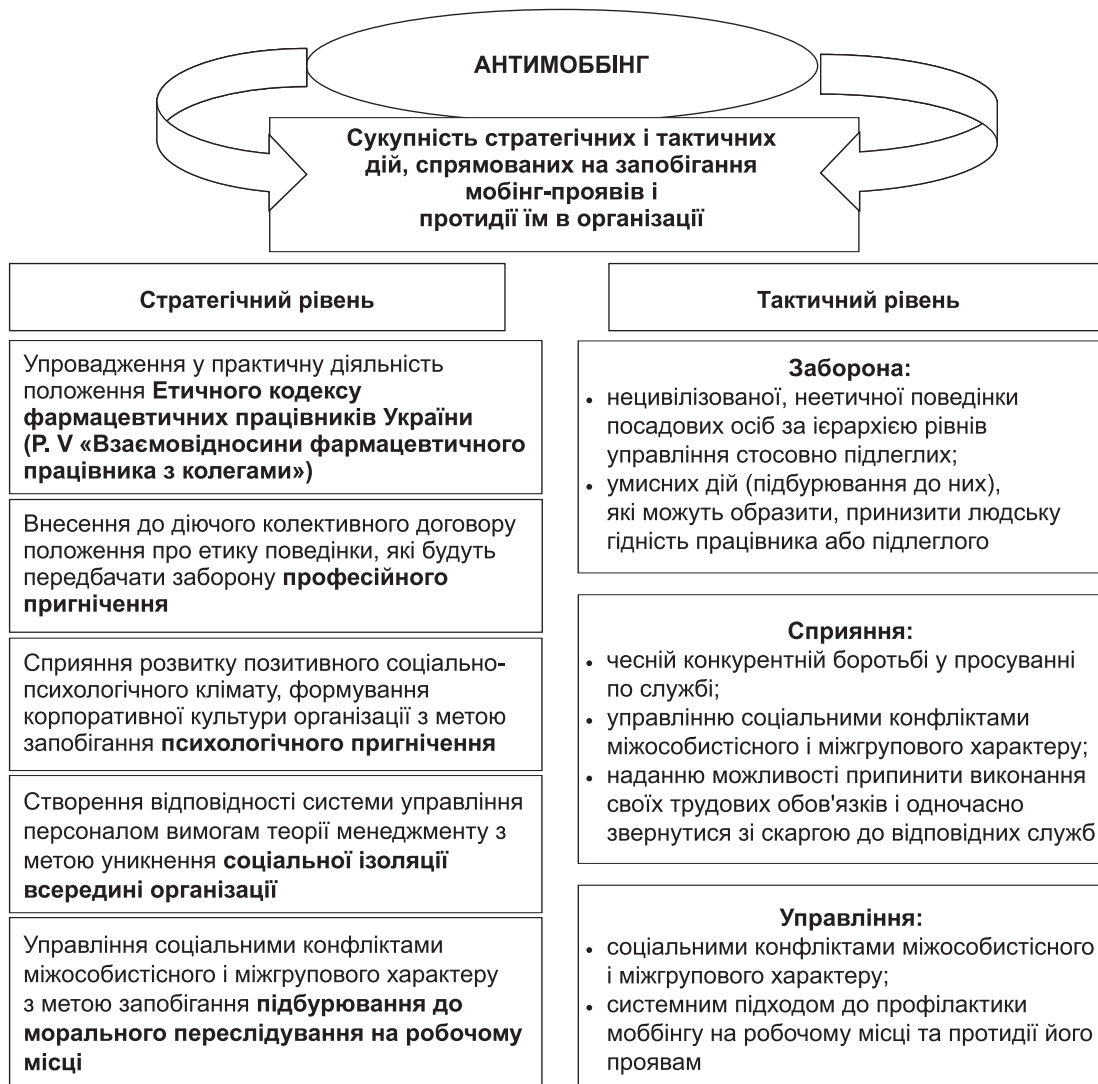 АНТИМОББІНГ
Сукупність стратегічних і тактичних
дій, спрямованих на запобігання
мобінг-проявів і
протидії їм в організації
Стратегічний рівень
Упровадження у практичну діяльність
положення Етичного кодексу
фармацевтичних працівників України
(Р. V «Взаємовідносини фармацевтичного
працівника з колегами»)
Внесення до діючого колективного договору
положення про етику поведінки, які будуть
передбачати заборону професійного
пригнічення
Сприяння розвитку позитивного соціально-
психологічного клімату, формування
корпоративної культури організації з метою
запобігання психологічного пригнічення
Створення відповідності системи управління
персоналом вимогам теорії менеджменту з
метою уникнення соціальної ізоляції
всередині організації
Управління соціальними конфліктами
міжособистісного і міжгрупового характеру
з метою запобігання підбурювання до
морального переслідування на робочому
місці
Тактичний рівень
Заборона:
• нецивілізованої, неетичної поведінки
посадових осіб за ієрархією рівнів
управління стосовно підлеглих;
• умисних дій (підбурювання до них),
які можуть образити, принизити людську
гідність працівника або підлеглого
Сприяння:
• чесній конкурентній боротьбі у просуванні
по службі;
• управлінню соціальними конфліктами
міжособистісного і міжгрупового характеру;
• наданню можливості припинити виконання
своїх трудових обов'язків і одночасно
звернутися зі скаргою до відповідних служб
Управління:
• соціальними конфліктами міжособистісного
і міжгрупового характеру;
• системним підходом до профілактики
моббінгу на робочому місці та протидії його
проявам